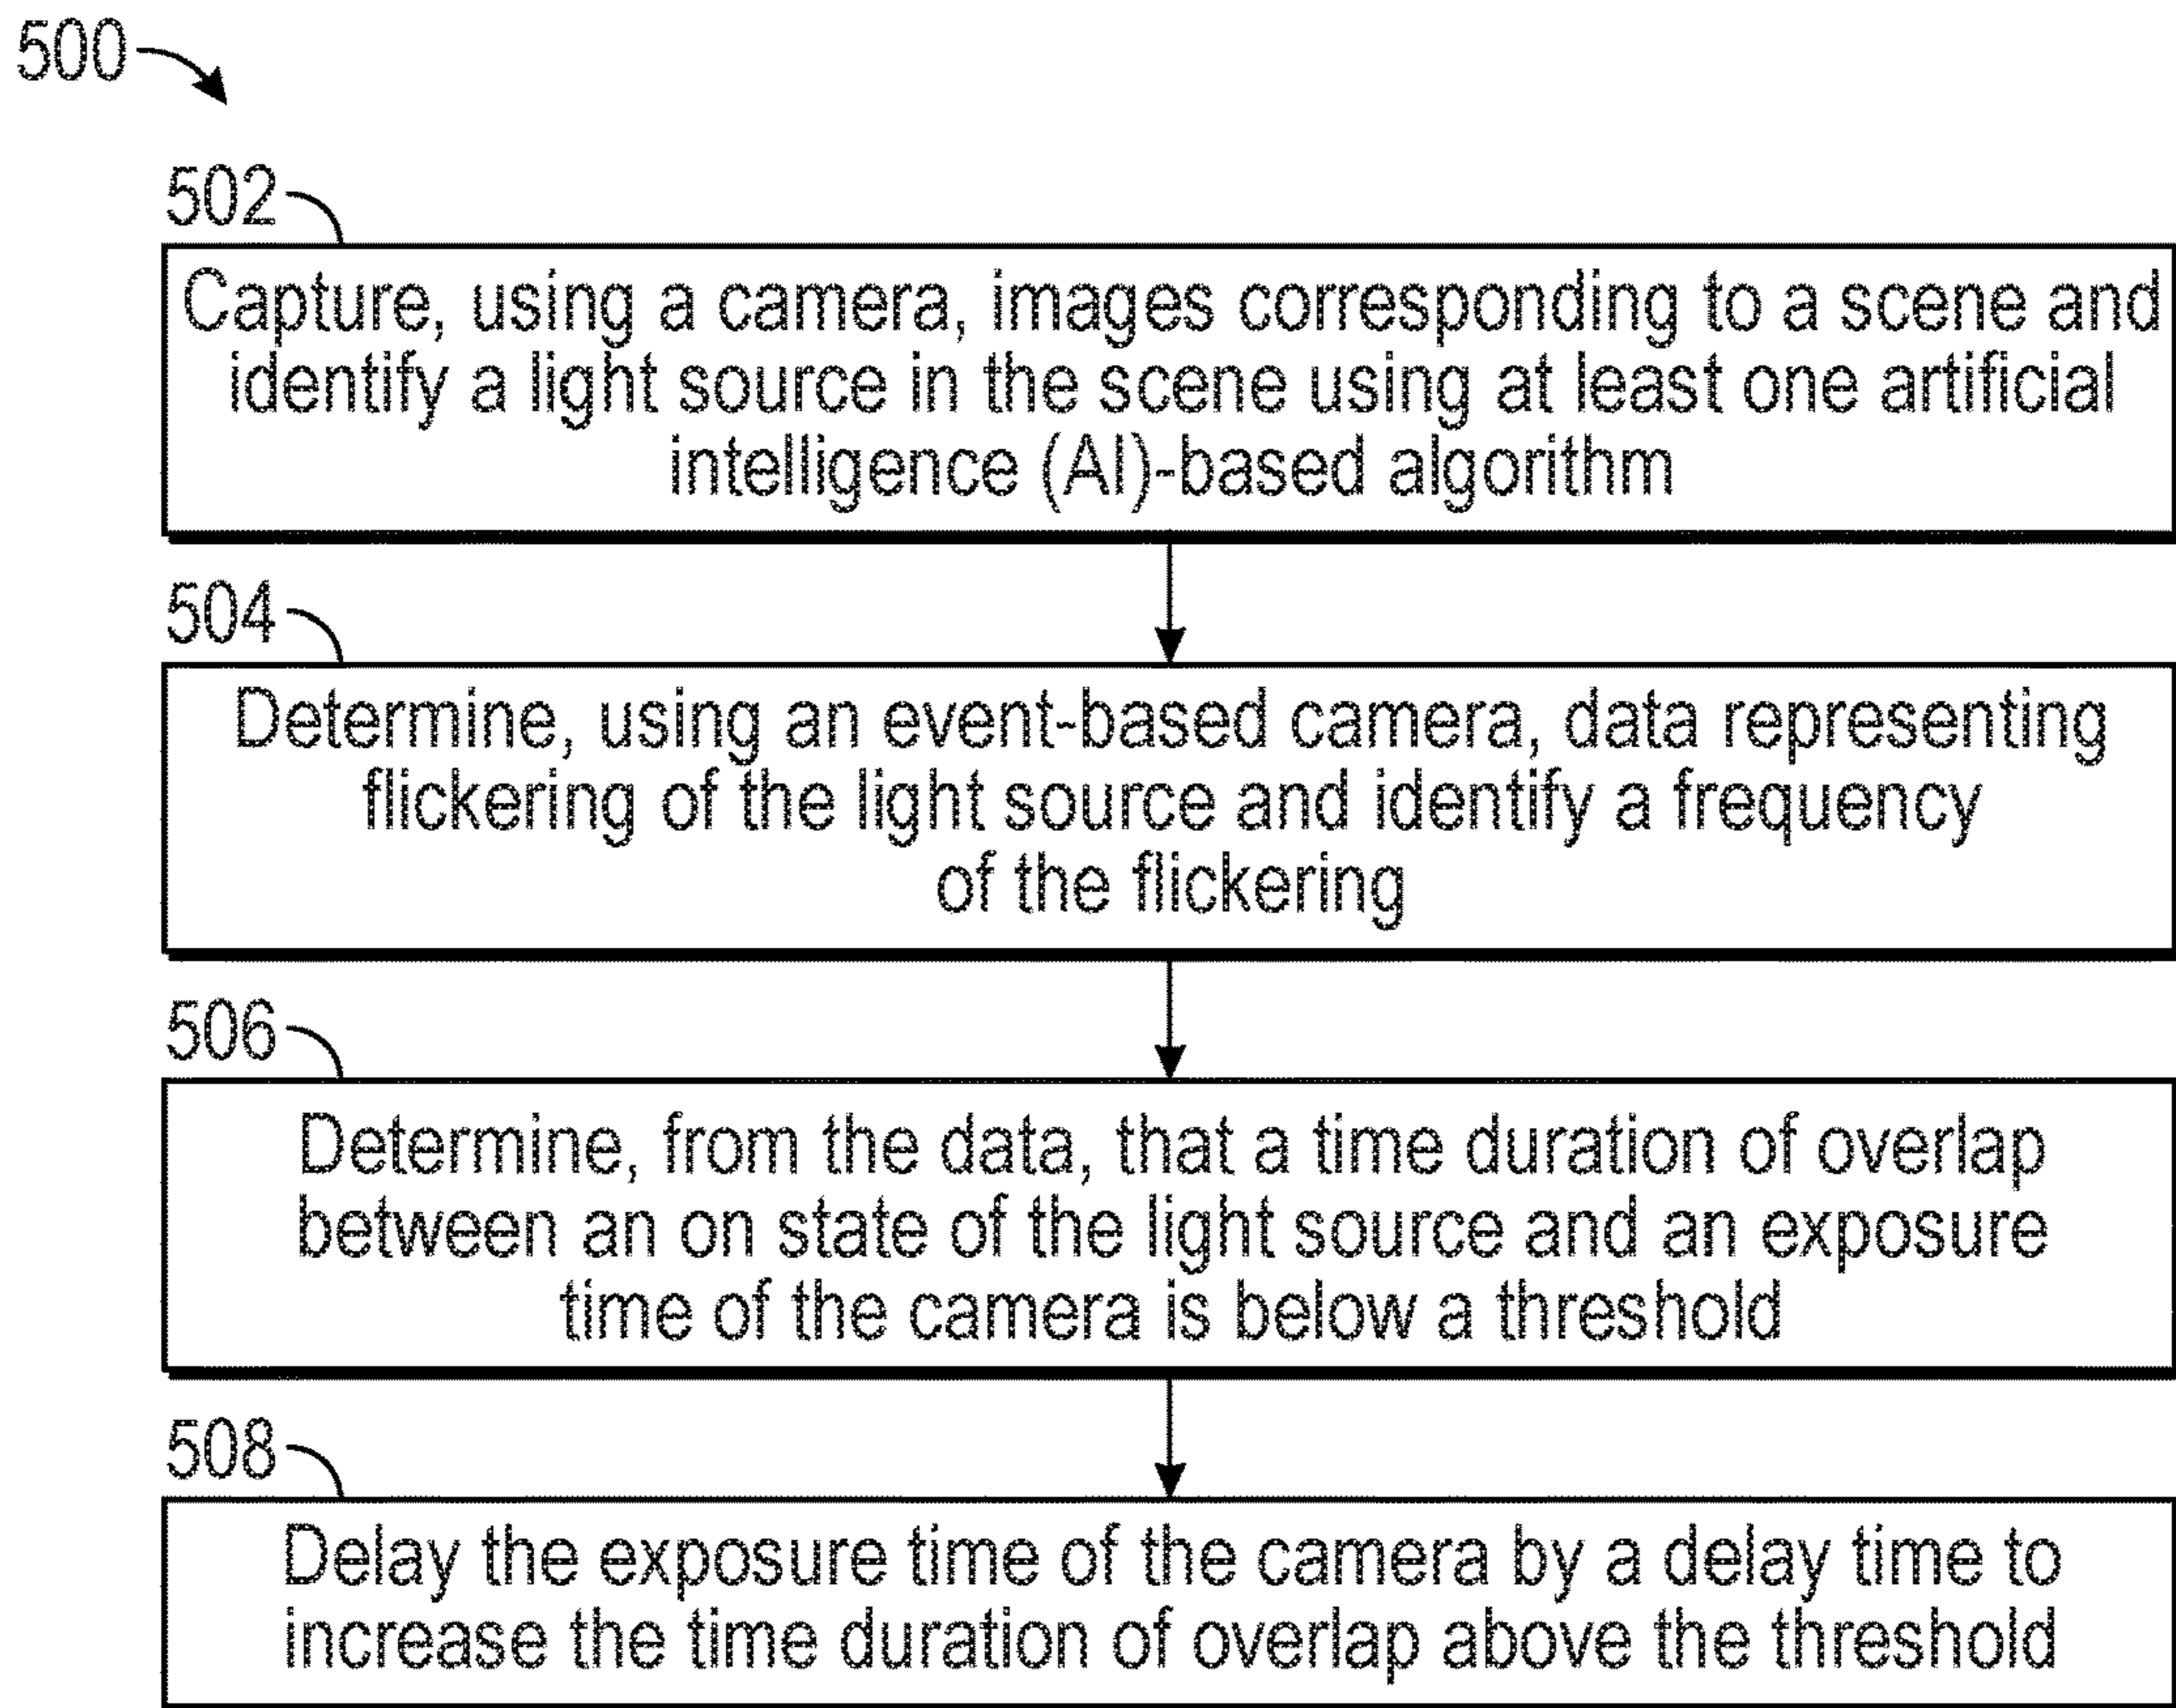 500
502
Capture, using a camera, images corresponding to a scene and
identify a light source in the scene using at least one artificial
intelligence (AI)-based algorithm
504
Determine, using an event-based camera, data representing
flickering of the light source and identify a frequency
of the flickering
506
Determine, from the data, that a time duration of overlap
between an on state of the light source and an exposure
time of the camera is below a threshold
508
Delay the exposure time of the camera by a delay time to
increase the time duration of overlap above the threshold